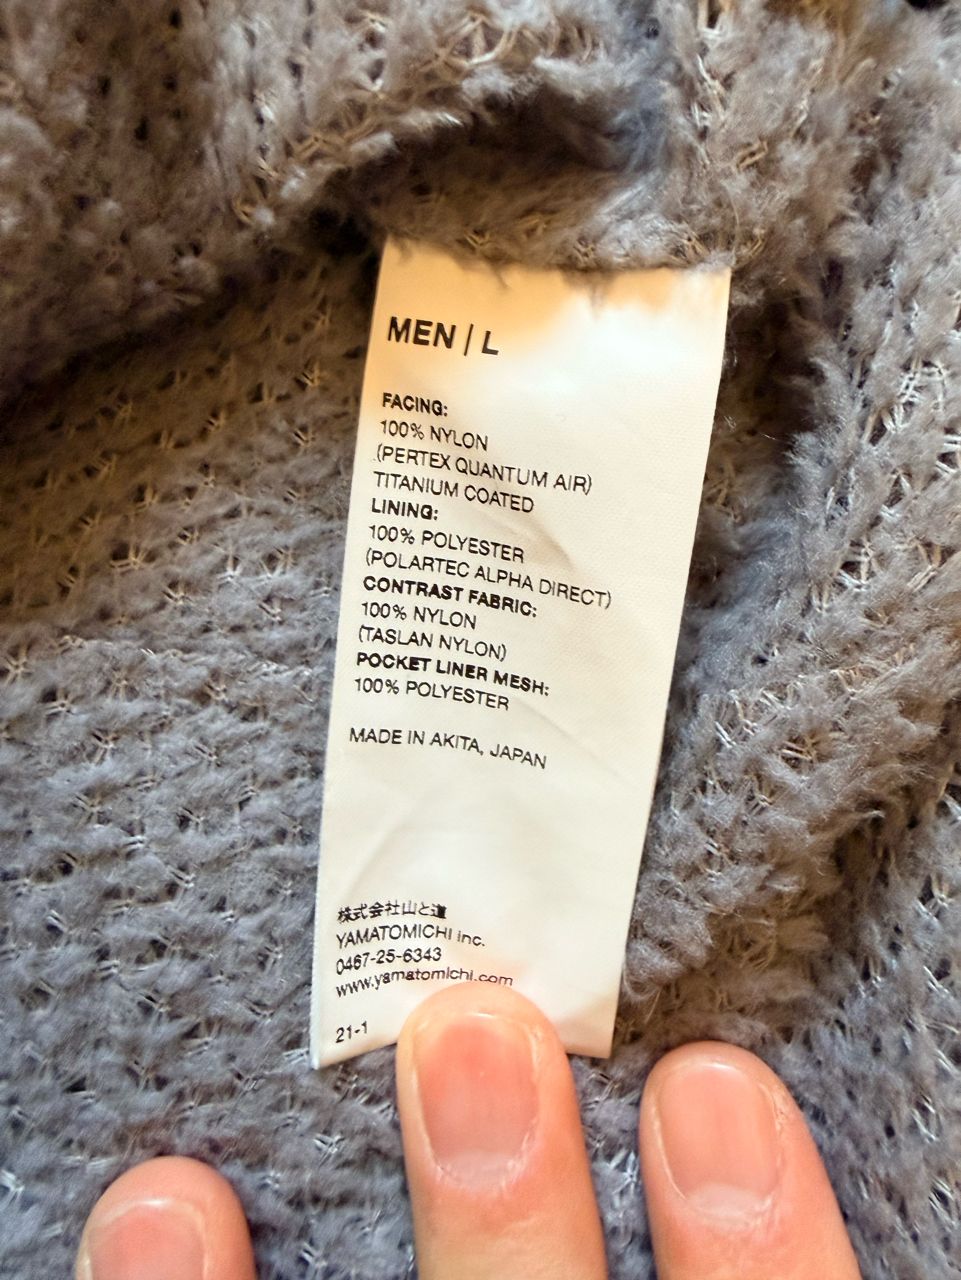 MEN | L
FACING:
100% NYLON
(PERTEX QUANTUM AIR)
TITANIUM COATED
LINING:
100% POLYESTER
(POLARTEC ALPHA DIRECT)
CONTRAST FABRIC:
100% NYLON
(TASLAN NYLON)
POCKET LINER MESH:
100% POLYESTER
MADE IN AKITA, JAPAN
株式会社山と道
YAMATOMICHI inc.
0467-25-6343
www.yamatomichi.com
21-1